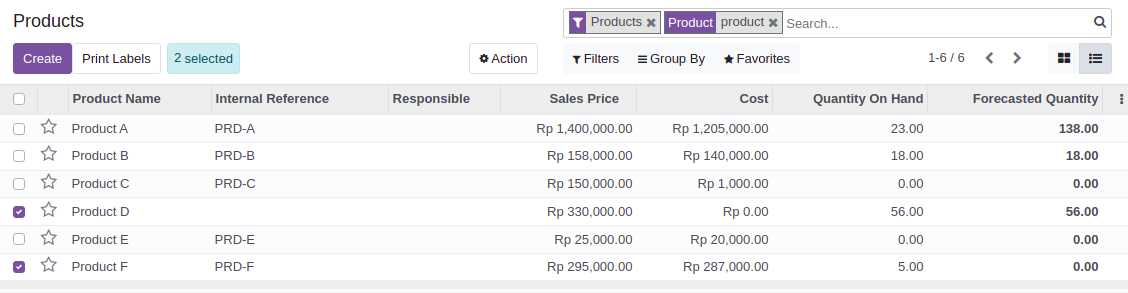 Products
Products Product product Search...
Create Print Labels 2 selected Action Filters Group By Favorites 1-6 / 6
Product Name Internal Reference Responsible Sales Price Cost Quantity On Hand Forecasted Quantity
Product A PRD-A Rp 1,400,000.00 Rp 1,205,000.00 23.00 138.00
Product B PRD-B Rp 158,000.00 Rp 140,000.00 18.00 18.00
Product C PRD-C Rp 150,000.00 Rp 1,000.00 0.00 0.00
Product D Rp 330,000.00 Rp 0.00 56.00 56.00
Product E PRD-E Rp 25,000.00 Rp 20,000.00 0.00 0.00
Product F PRD-F Rp 295,000.00 Rp 287,000.00 5.00 0.00